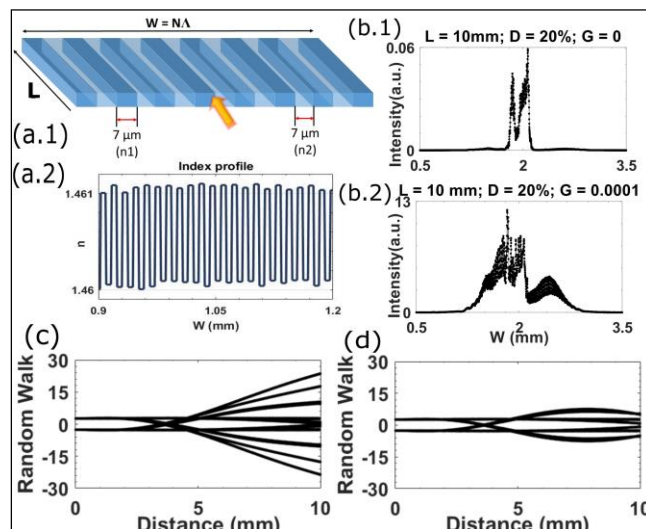 W = NΛ
L
7 µm
(n1)
7 µm
(n2)
(a.1)
(a.2)
Index profile
1.461
n
1.46
0.9
1.05
1.2
W (mm)
(b.1)
L = 10mm; D = 20%; G = 0
0.06
Intensity(a.u.)
0
0.5
2
3.5
(b.2)
L = 10 mm; D = 20%; G = 0.0001
13
Intensity(a.u.)
0
0.5
2
3.5
W (mm)
(c)
30
15
0
-15
-30
Random Walk
0
5
10
Distance (mm)
(d)
30
15
0
-15
-30
Random Walk
0
5
10
Distance (mm)